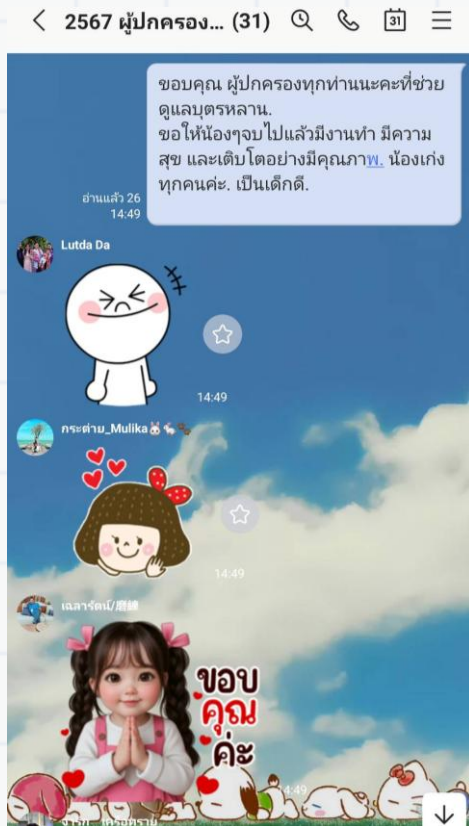 2567 ผู้ปกครอง... (31)
31
ขอบคุณ ผู้ปกครองทุกท่านนะคะที่ช่วย
ดูแลบุตรหลาน.
ขอให้น้องๆจบไปแล้วมีงานทำ มีความ
สุข และเติบโตอย่างมีคุณภาพ. น้องเก่ง
ทุกคนค่ะ. เป็นเด็กดี.
อ่านแล้ว 26
14:49
Lutda Da
14:49
กระต่าย_Mulika
14:49
เฉลารัตน์/磨練
ขอบ
คุณ
ค่ะ
14:49